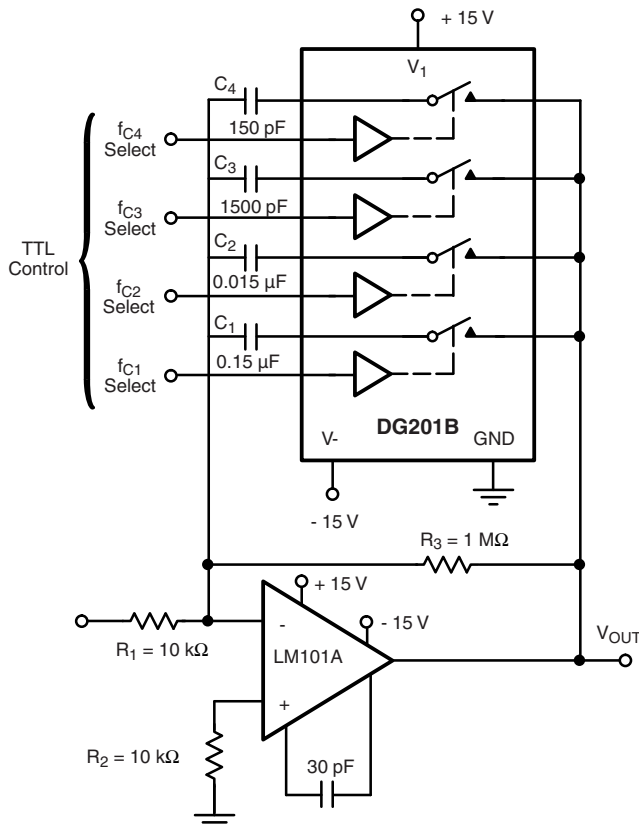 + 15 V
V1
C4
150 pF
fC4
Select
C3
1500 pF
fC3
Select
TTL
Control
C2
0.015 µF
fC2
Select
C1
0.15 µF
fC1
Select
DG201B
V-
GND
- 15 V
R3 = 1 MΩ
+ 15 V
- 15 V
VOUT
R1 = 10 kΩ
-
LM101A
+
R2 = 10 kΩ
30 pF